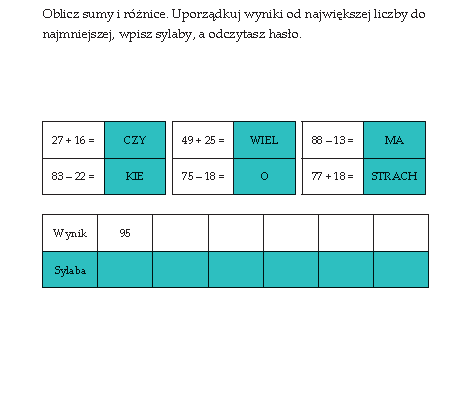 Oblicz sumy i różnice. Uporządkuj wyniki od największej liczby do
najmniejszej, wpisz sylaby, a odczytasz hasło.
27 + 16 = CZY 49 + 25 = WIEL 88 – 13 = MA
83 – 22 = KIE 75 – 18 = O 77 + 18 = STRACH
Wynik 95
Sylaba